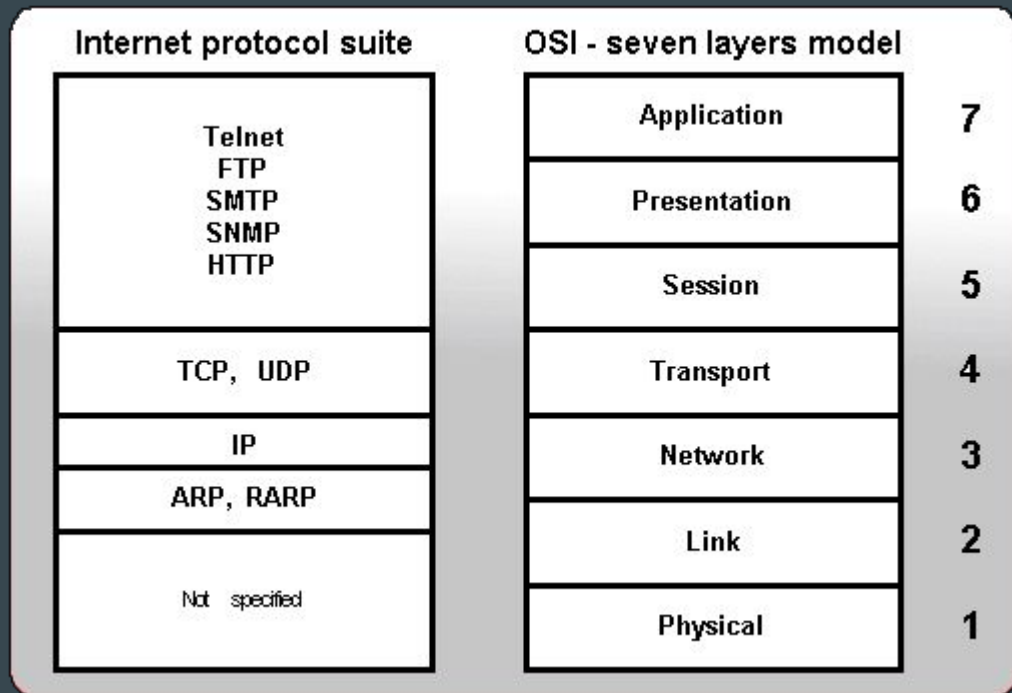 Internet protocol suite
Telnet
FTP
SMTP
SNMP
HTTP
TCP, UDP
IP
ARP, RARP
Not specified
OSI - seven layers model
Application 7
Presentation 6
Session 5
Transport 4
Network 3
Link 2
Physical 1